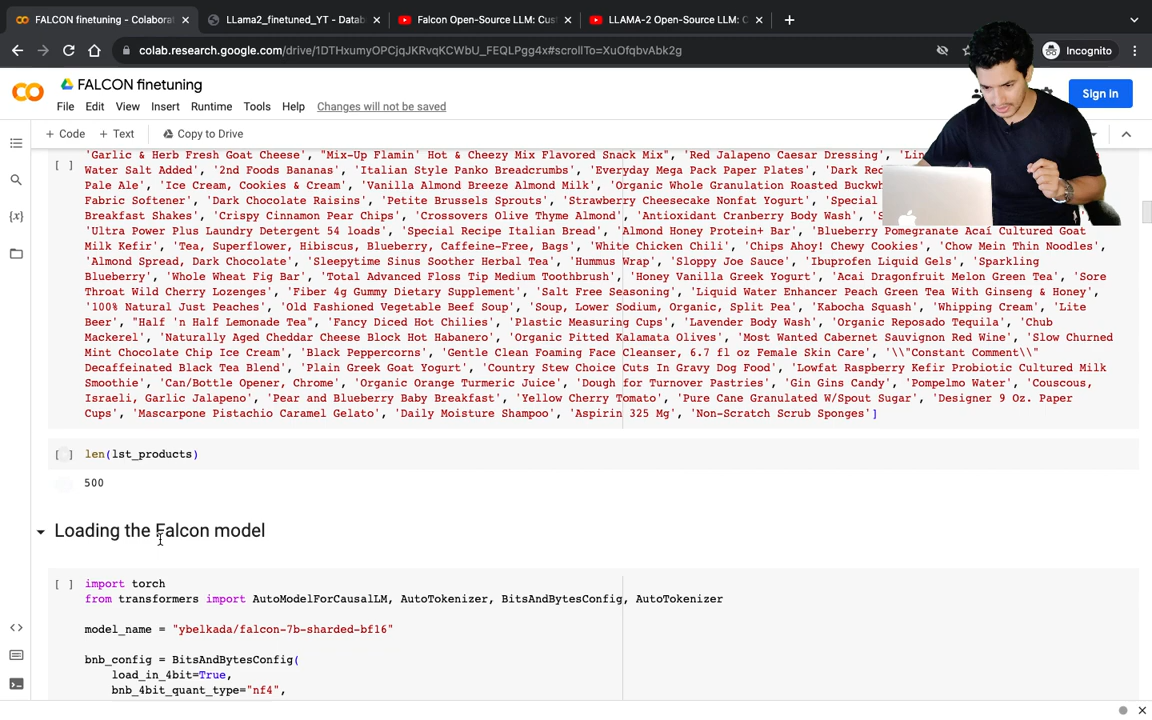 FALCON finetuning - Colaborat
LLama2_finetuned_YT - Datab
Falcon Open-Source LLM: Cus
LLAMA-2 Open-Source LLM: C
colab.research.google.com/drive/1DTHxumyOPCjqJKRvqKCWbU_FEQLPgg4x#scrollTo=XuOfqbvAbk2g
Incognito
FALCON finetuning
Sign in
File Edit View Insert Runtime Tools Help Changes will not be saved
+ Code + Text Copy to Drive
'Garlic & Herb Fresh Goat Cheese', "Mix-Up Flamin' Hot & Cheezy Mix Flavored Snack Mix", 'Red Jalapeno Caesar Dressing',
Water Salt Added', '2nd Foods Bananas', 'Italian Style Panko Breadcrumbs', 'Everyday Mega Pack Paper Plates', 'Dark
Pale Ale', 'Ice Cream, Cookies & Cream', 'Vanilla Almond Breeze Almond Milk', 'Organic Whole Granulation Roasted
Fabric Softener', 'Dark Chocolate Raisins', 'Petite Brussels Sprouts', 'Strawberry Cheesecake Nonfat Yogurt', 'Special
Breakfast Shakes', 'Crispy Cinnamon Pear Chips', 'Crossovers Olive Thyme Almond', 'Antioxidant Cranberry Body Wash',
'Ultra Power Plus Laundry Detergent 54 loads', 'Special Recipe Italian Bread', 'Almond Honey Protein+ Bar', 'Blueberry Pomegranate Acaí Cultured Goat
Milk Kefir', 'Tea, Superflower, Hibiscus, Blueberry, Caffeine-Free, Bags', 'White Chicken Chili', 'Chips Ahoy! Chewy Cookies', 'Chow Mein Thin Noodles',
'Almond Spread, Dark Chocolate', 'Sleepytime Sinus Soother Herbal Tea', 'Hummus Wrap', 'Sloppy Joe Sauce', 'Ibuprofen Liquid Gels', 'Sparkling
Blueberry', 'Whole Wheat Fig Bar', 'Total Advanced Floss Tip Medium Toothbrush', 'Honey Vanilla Greek Yogurt', 'Acai Dragonfruit Melon Green Tea', 'Sore
Throat Wild Cherry Lozenges', 'Fiber 4g Gummy Dietary Supplement', 'Salt Free Seasoning', 'Liquid Water Enhancer Peach Green Tea With Ginseng & Honey',
'100% Natural Just Peaches', 'Old Fashioned Vegetable Beef Soup', 'Soup, Lower Sodium, Organic, Split Pea', 'Kabocha Squash', 'Whipping Cream', 'Lite
Beer', "Half 'n Half Lemonade Tea", 'Fancy Diced Hot Chilies', 'Plastic Measuring Cups', 'Lavender Body Wash', 'Organic Reposado Tequila', 'Chub
Mackerel', 'Naturally Aged Cheddar Cheese Block Hot Habanero', 'Organic Pitted Kalamata Olives', 'Most Wanted Cabernet Sauvignon Red Wine', 'Slow Churned
Mint Chocolate Chip Ice Cream', 'Black Peppercorns', 'Gentle Clean Foaming Face Cleanser, 6.7 fl oz Female Skin Care', '\\"Constant Comment\\"
Decaffeinated Black Tea Blend', 'Plain Greek Goat Yogurt', 'Country Stew Choice Cuts In Gravy Dog Food', 'Lowfat Raspberry Kefir Probiotic Cultured Milk
Smoothie', 'Can/Bottle Opener, Chrome', 'Organic Orange Turmeric Juice', 'Dough for Turnover Pastries', 'Gin Gins Candy', 'Pompelmo Water', 'Couscous,
Israeli, Garlic Jalapeno', 'Pear and Blueberry Baby Breakfast', 'Yellow Cherry Tomato', 'Pure Cane Granulated W/Spout Sugar', 'Designer 9 Oz. Paper
Cups', 'Mascarpone Pistachio Caramel Gelato', 'Daily Moisture Shampoo', 'Aspirin 325 Mg', 'Non-Scratch Scrub Sponges']
[ ] len(lst_products)
500
Loading the Falcon model
[ ] import torch
from transformers import AutoModelForCausalLM, AutoTokenizer, BitsAndBytesConfig, AutoTokenizer
model_name = "ybelkada/falcon-7b-sharded-bf16"
bnb_config = BitsAndBytesConfig(
load_in_4bit=True,
bnb_4bit_quant_type="nf4",